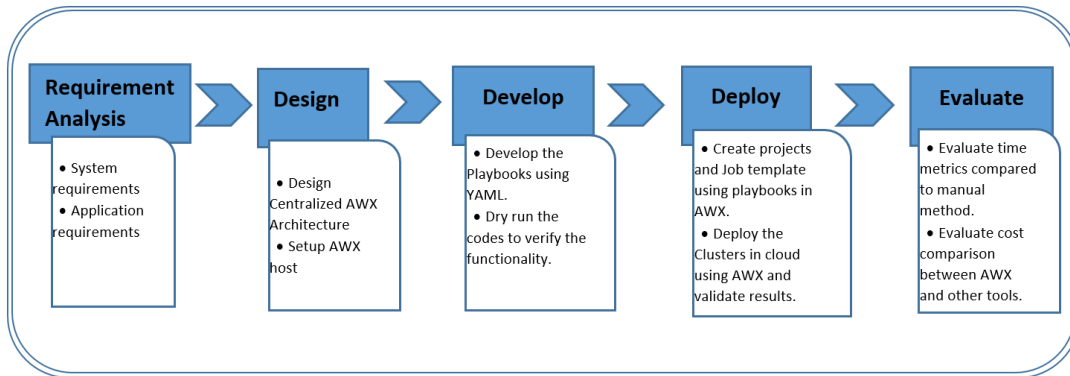 Requirement
Analysis
• System
requirements
• Application
requirements
Design
• Design
Centralized AWX
Architecture
• Setup AWX
host
Develop
• Develop the
Playbooks using
YAML.
• Dry run the
codes to verify the
functionality.
Deploy
• Create projects
and Job template
using playbooks in
AWX.
• Deploy the
Clusters in cloud
using AWX and
validate results.
Evaluate
• Evaluate time
metrics compared
to manual
method.
• Evaluate cost
comparison
between AWX
and other tools.